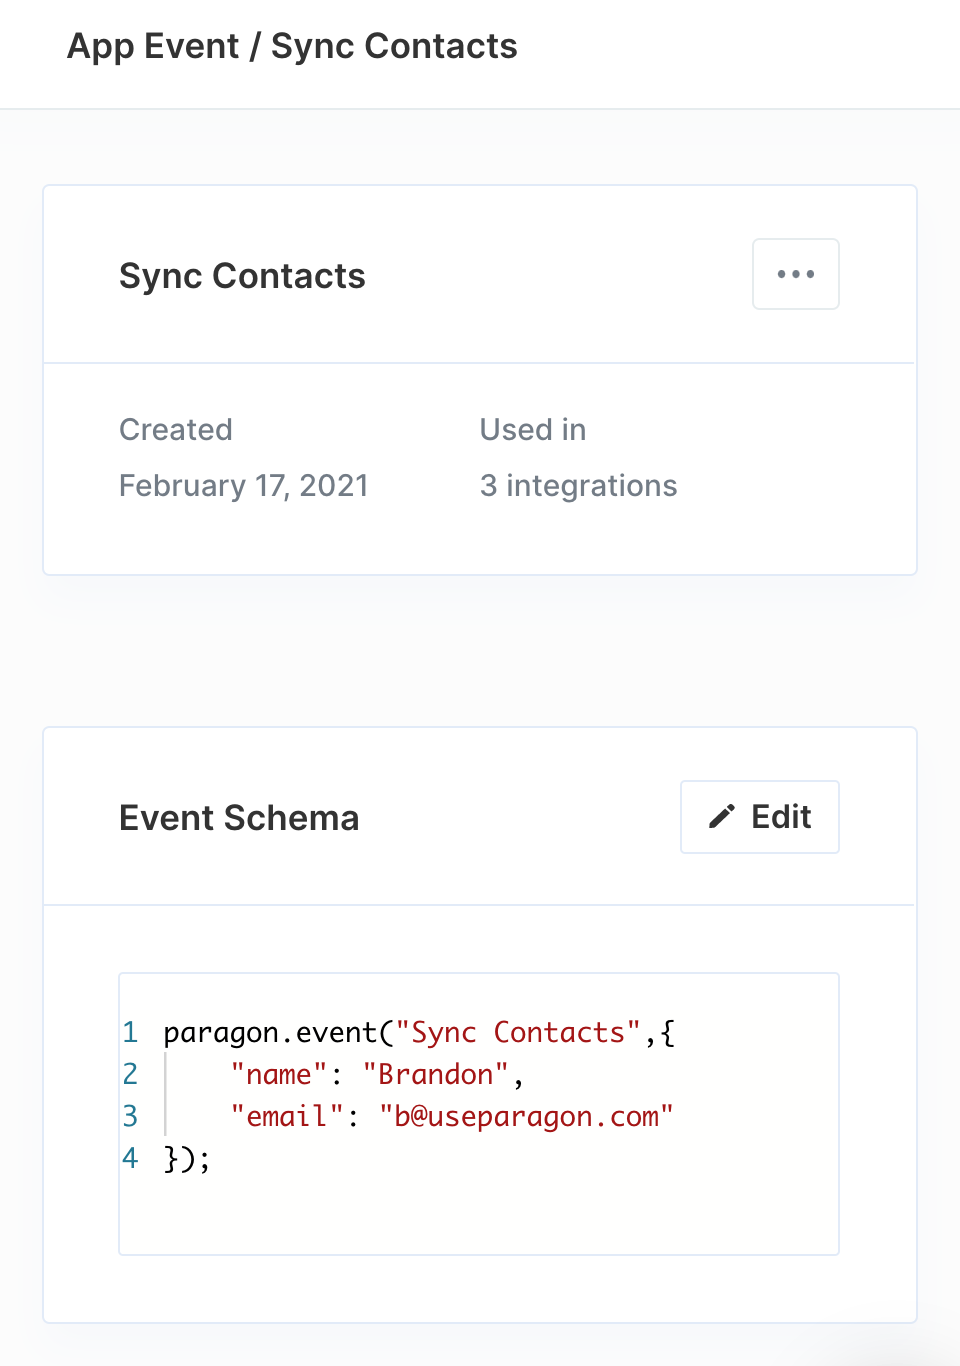 App Event / Sync Contacts
Sync Contacts
Created
Used in
February 17, 2021
3 integrations
Event Schema
Edit
1 paragon.event("Sync Contacts",{
2     "name": "Brandon",
3     "email": "b@useparagon.com"
4 });